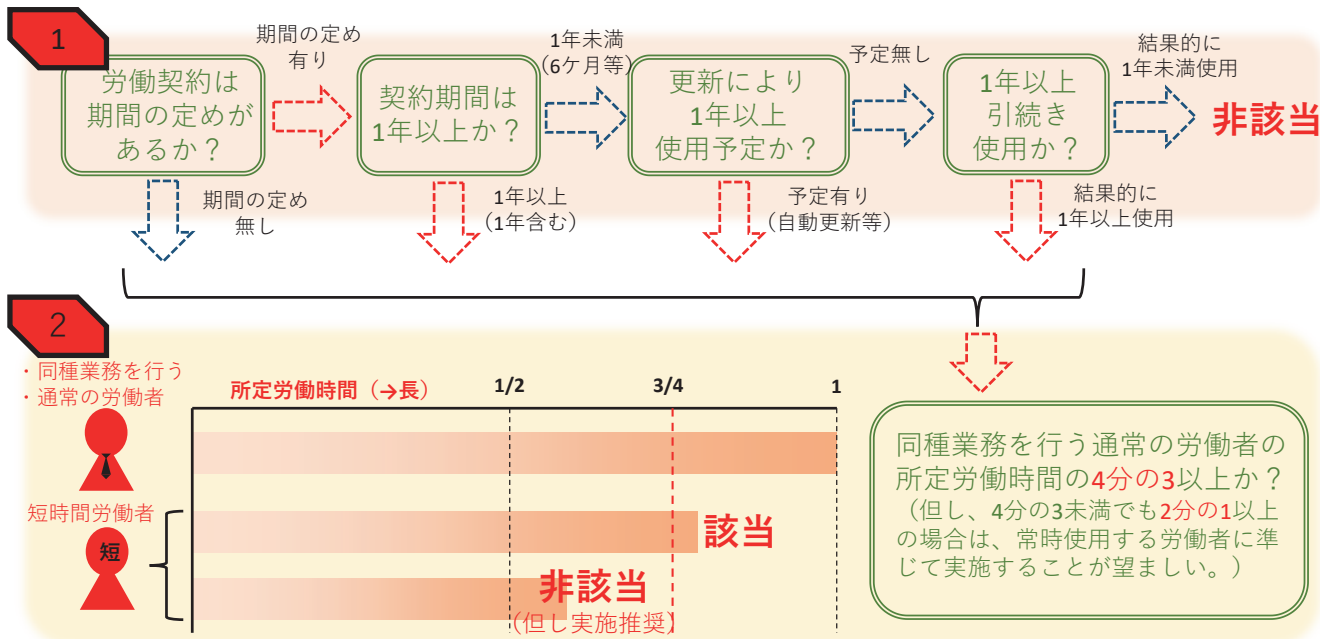 1
労働契約は
期間の定めが
あるか？
期間の定め
有り
契約期間は
1年以上か？
1年未満
（6ケ月等）
更新により
1年以上
使用予定か？
予定無し
1年以上
引続き
使用か？
結果的に
1年未満使用
非該当
期間の定め
無し
1年以上
（1年含む）
予定有り
（自動更新等）
結果的に
1年以上使用
2
・同種業務を行う
・通常の労働者
所定労働時間（→長）
1/2
3/4
1
短時間労働者
短
該当
非該当
（但し実施推奨）
同種業務を行う通常の労働者の
所定労働時間の4分の3以上か？
（但し、4分の3未満でも2分の1以上
の場合は、常時使用する労働者に準
じて実施することが望ましい。）